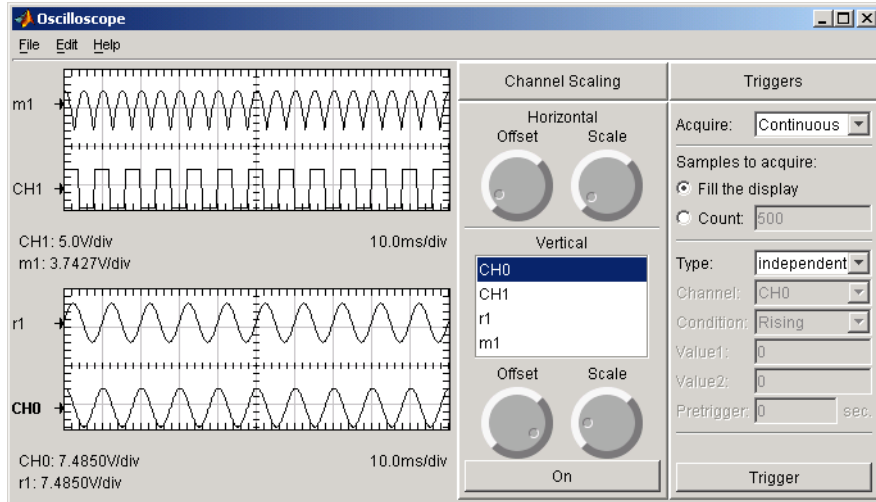 Oscilloscope
File Edit Help
m1
CH1
CH1: 5.0V/div 10.0ms/div
m1: 3.7427V/div
r1
CH0
CH0: 7.4850V/div 10.0ms/div
r1: 7.4850V/div
Channel Scaling
Horizontal
Offset Scale
Vertical
CH0
CH1
r1
m1
Offset Scale
On
Triggers
Acquire: Continuous
Samples to acquire:
Fill the display
Count: 500
Type: independent
Channel: CH0
Condition: Rising
Value1: 0
Value2: 0
Pretrigger: 0 sec.
Trigger